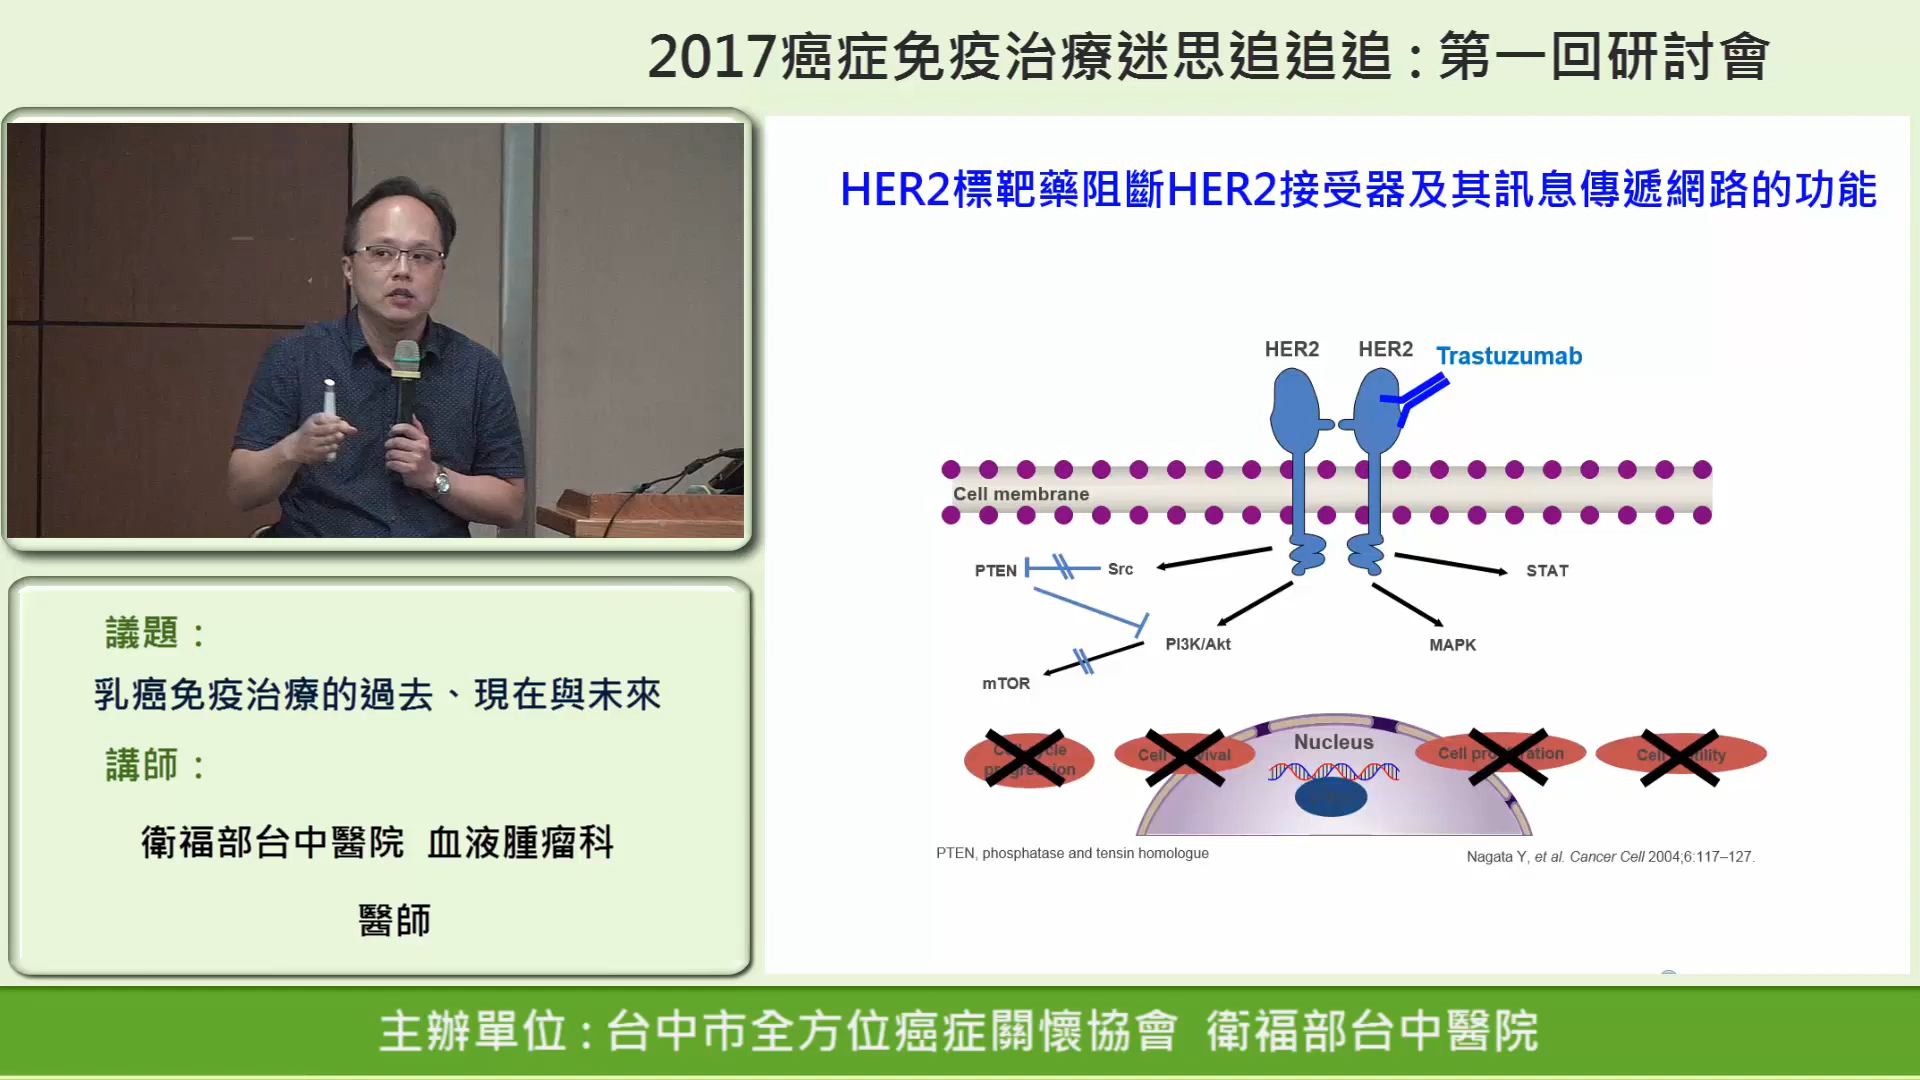 2017癌症免疫治療迷思追追追 : 第一回研討會
HER2標靶藥阻斷HER2接受器及其訊息傳遞網路的功能
HER2
HER2
Trastuzumab
Cell membrane
PTEN
Src
STAT
PI3K/Akt
MAPK
mTOR
Nucleus
Cell
PTEN, phosphatase and tensin homologue
Nagata Y, et al. Cancer Cell 2004;6:117–127.
議題：
乳癌免疫治療的過去、現在與未來
講師：
衛福部台中醫院 血液腫瘤科
醫師
主辦單位 : 台中市全方位癌症關懷協會 衛福部台中醫院